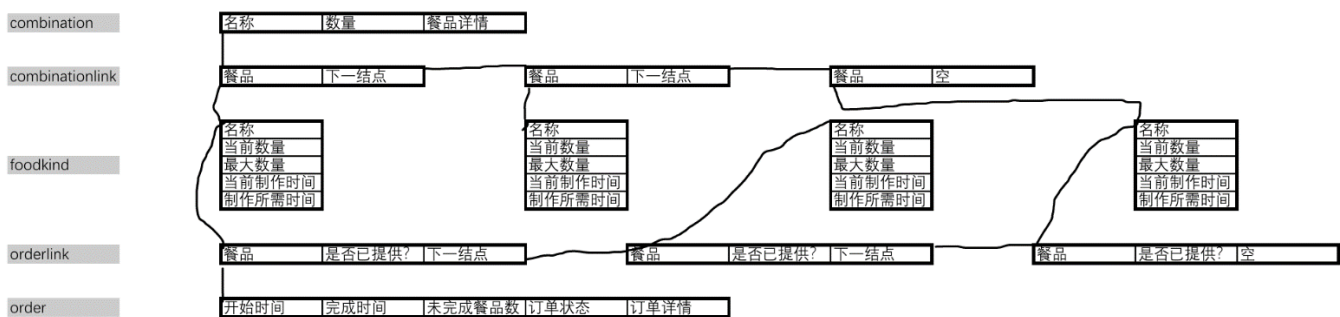 combination 名称 数量 餐品详情
combinationlink 餐品 下一结点 餐品 下一结点 餐品 空
名称 名称 名称 名称
当前数量 当前数量 当前数量 当前数量
foodkind 最大数量 最大数量 最大数量 最大数量
当前制作时间 当前制作时间 当前制作时间 当前制作时间
制作所需时间 制作所需时间 制作所需时间 制作所需时间
orderlink 餐品 是否已提供? 下一结点 餐品 是否已提供? 下一结点 餐品 是否已提供? 空
order 开始时间 完成时间 未完成餐品数 订单状态 订单详情